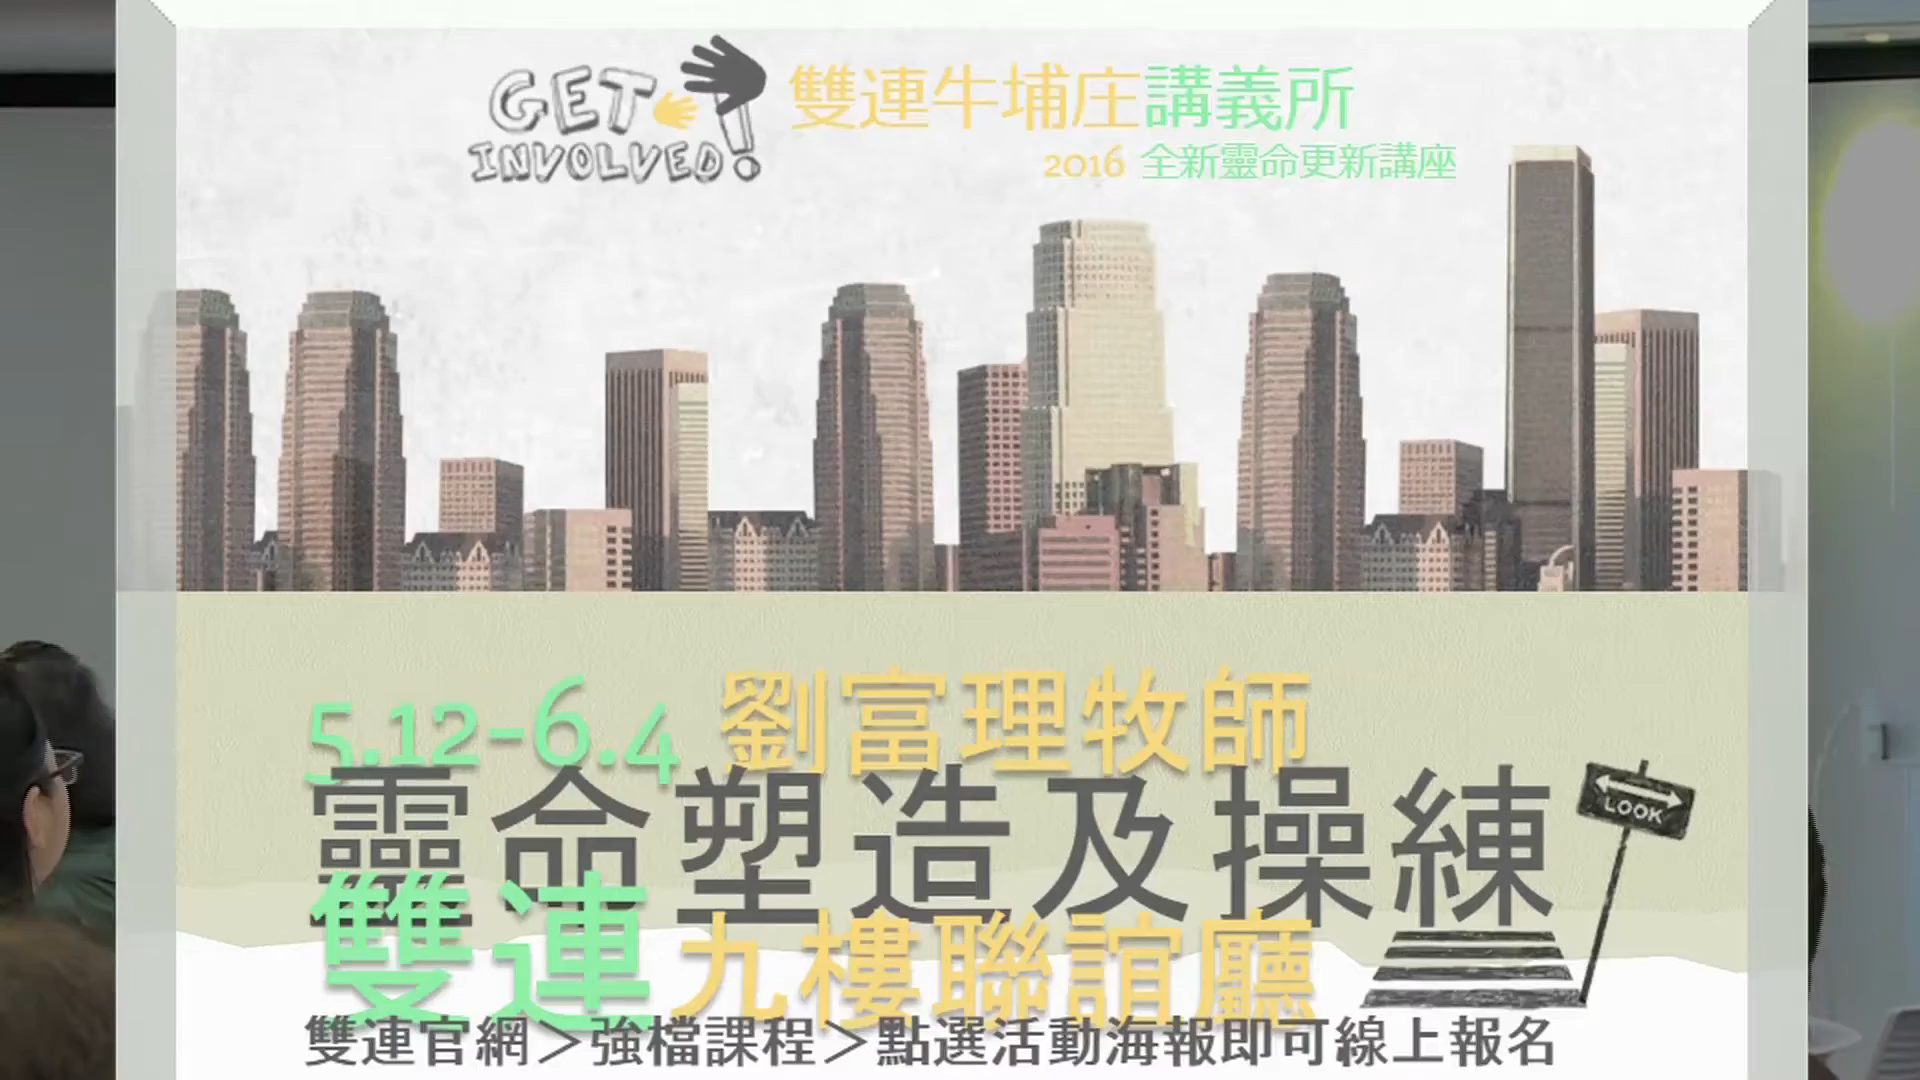 GET
INVOLVED!
雙連牛埔庄講義所
2016 全新靈命更新講座
5.12-6.4 劉富理牧師
靈命塑造及操練
LOOK
雙連九樓聯誼廳
雙連官網>強檔課程>點選活動海報即可線上報名